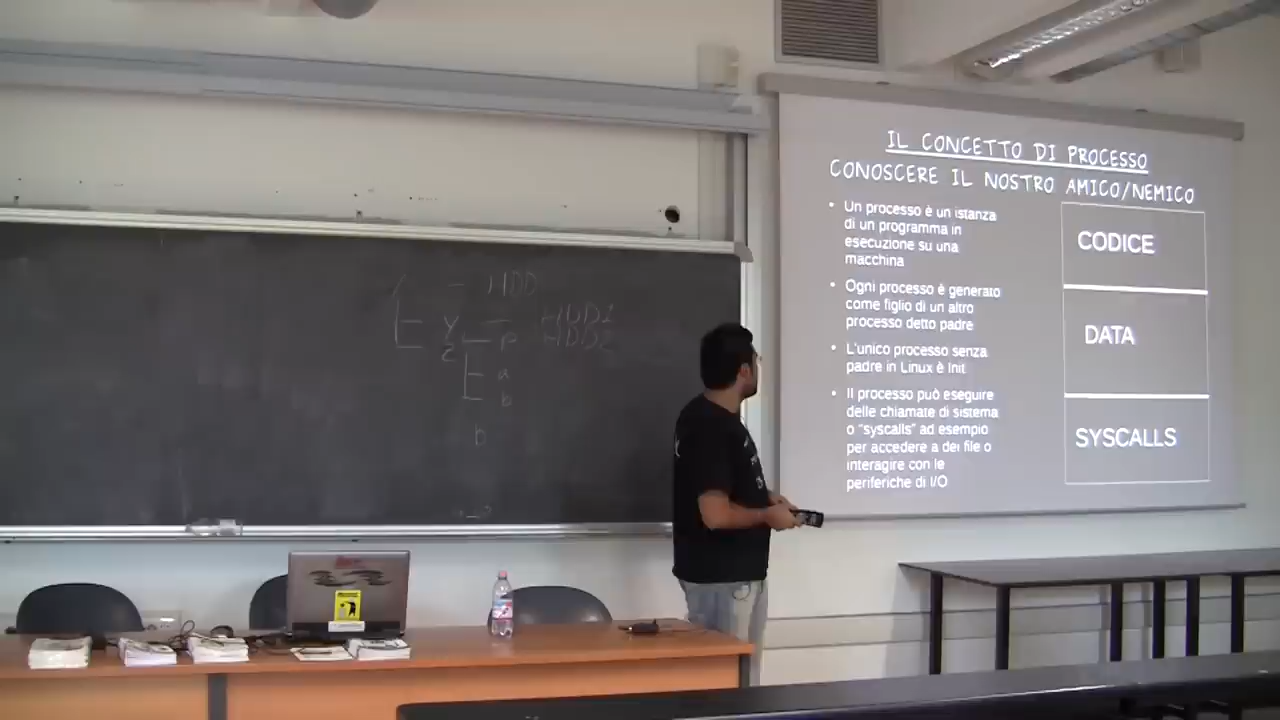 IL CONCETTO DI PROCESSO
CONOSCERE IL NOSTRO AMICO/NEMICO
• Un processo è un istanza
di un programma in
esecuzione su una
macchina
• Ogni processo è generato
come figlio di un altro
processo detto padre
• L'unico processo senza
padre in Linux è Init
• Il processo può eseguire
delle chiamate di sistema
o "syscalls" ad esempio
per accedere a dei file o
interagire con le
periferiche di I/O
CODICE
DATA
SYSCALLS
HDD
HDD1
HDD2
a
b
b